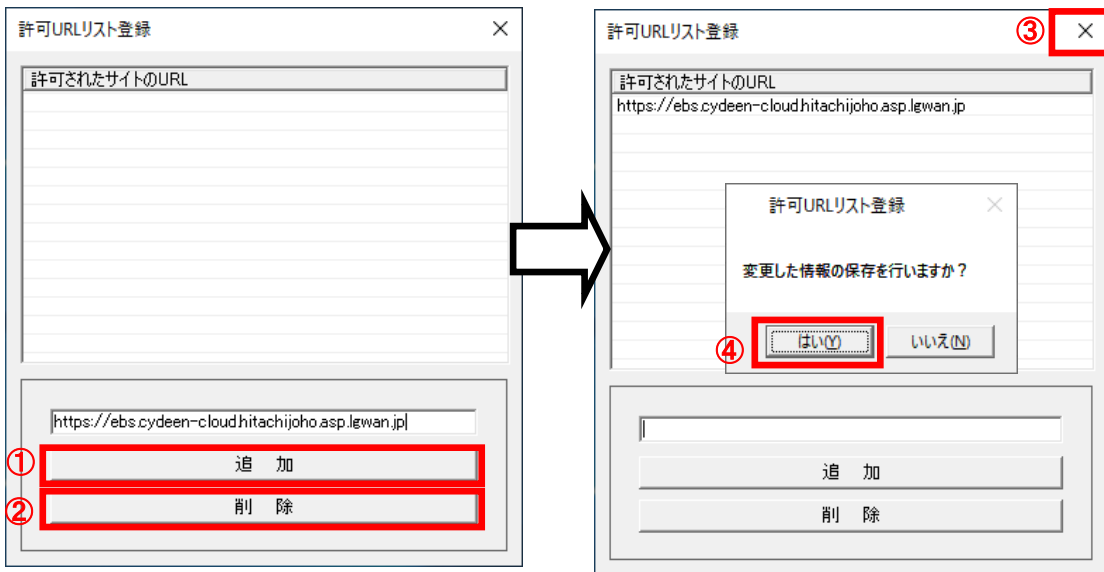 許可URLリスト登録
許可されたサイトのURL
https://ebs.cydeen-cloud.hitachijoho.asp.lgwan.jp
① 追 加
② 削 除
許可URLリスト登録 ③
許可されたサイトのURL
https://ebs.cydeen-cloud.hitachijoho.asp.lgwan.jp
許可URLリスト登録
変更した情報の保存を行いますか？
④ はい(Y) いいえ(N)
追 加
削 除